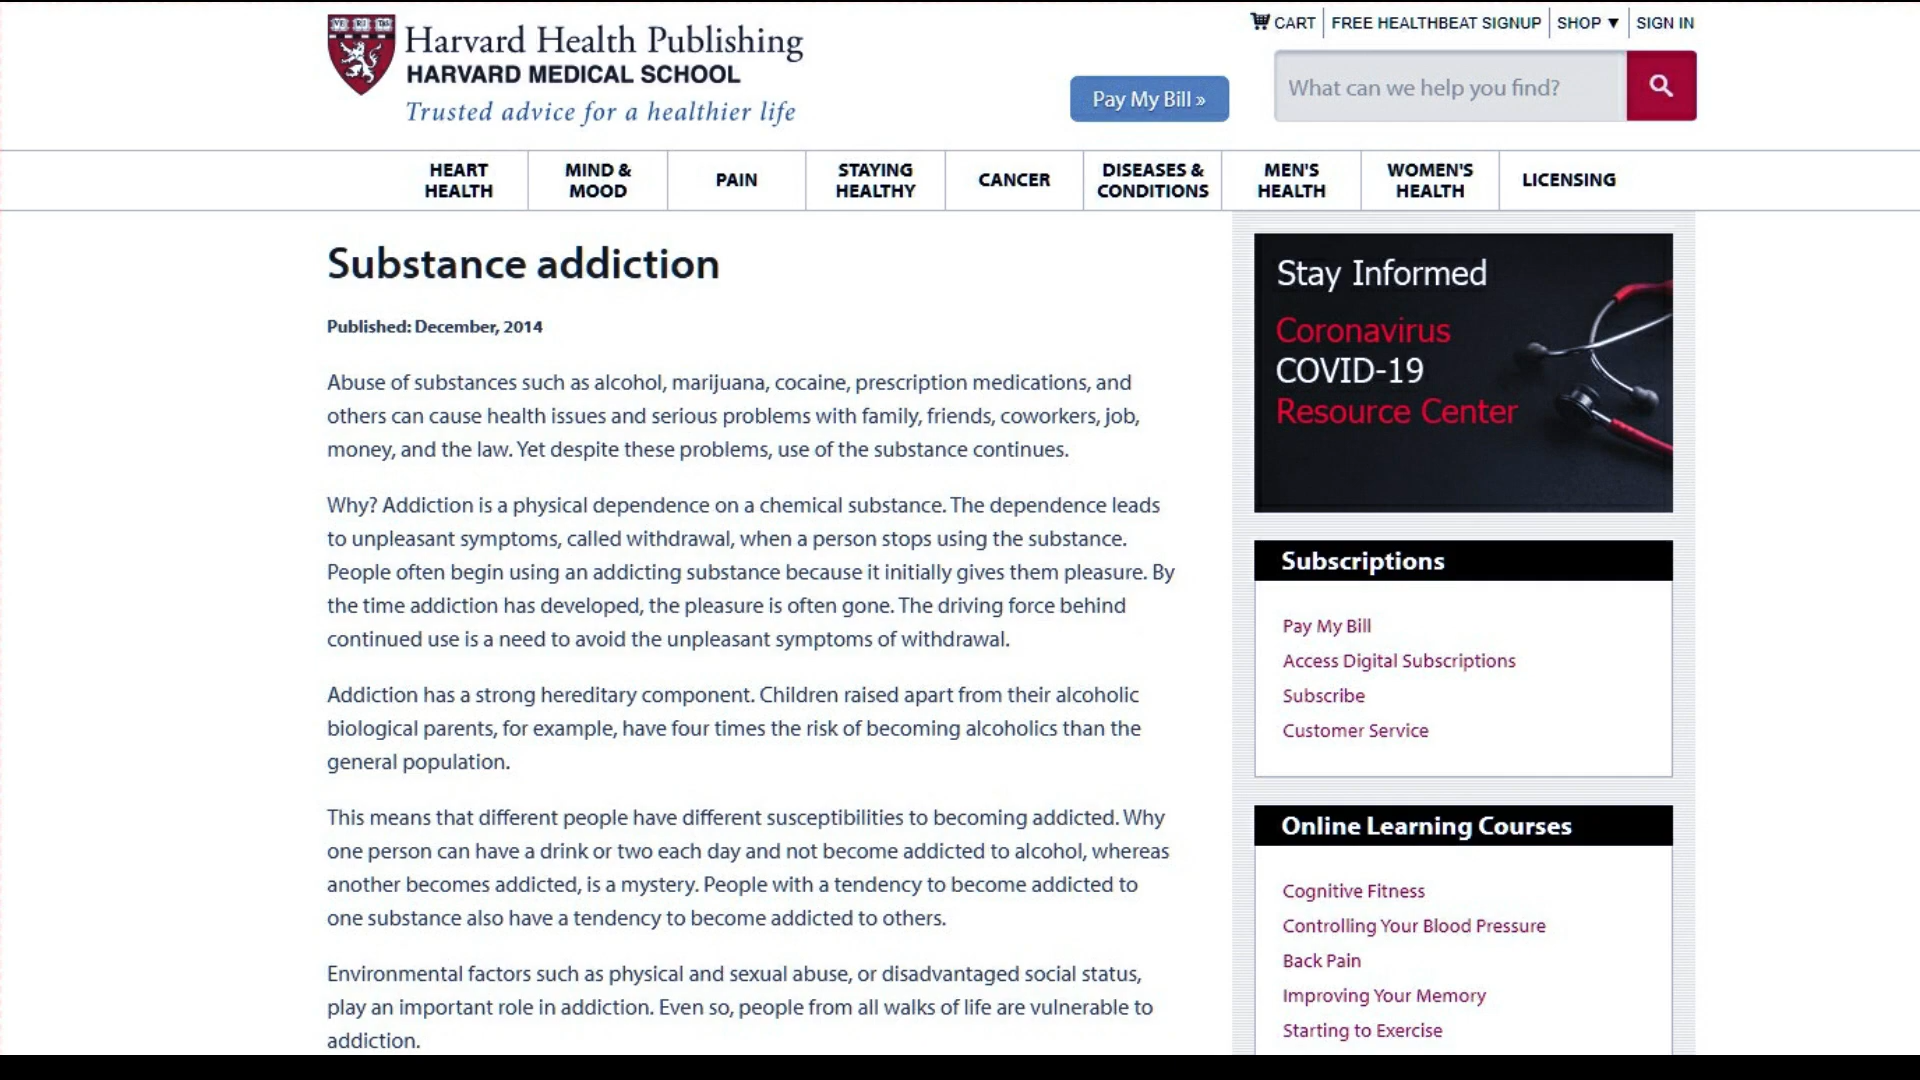 VE RI TAS
Harvard Health Publishing
HARVARD MEDICAL SCHOOL
Trusted advice for a healthier life
CART
FREE HEALTHBEAT SIGNUP
SHOP ▼
SIGN IN
Pay My Bill »
What can we help you find?
HEART
HEALTH
MIND &
MOOD
PAIN
STAYING
HEALTHY
CANCER
DISEASES &
CONDITIONS
MEN'S
HEALTH
WOMEN'S
HEALTH
LICENSING
Substance addiction
Published: December, 2014
Abuse of substances such as alcohol, marijuana, cocaine, prescription medications, and
others can cause health issues and serious problems with family, friends, coworkers, job,
money, and the law. Yet despite these problems, use of the substance continues.
Why? Addiction is a physical dependence on a chemical substance. The dependence leads
to unpleasant symptoms, called withdrawal, when a person stops using the substance.
People often begin using an addicting substance because it initially gives them pleasure. By
the time addiction has developed, the pleasure is often gone. The driving force behind
continued use is a need to avoid the unpleasant symptoms of withdrawal.
Addiction has a strong hereditary component. Children raised apart from their alcoholic
biological parents, for example, have four times the risk of becoming alcoholics than the
general population.
This means that different people have different susceptibilities to becoming addicted. Why
one person can have a drink or two each day and not become addicted to alcohol, whereas
another becomes addicted, is a mystery. People with a tendency to become addicted to
one substance also have a tendency to become addicted to others.
Environmental factors such as physical and sexual abuse, or disadvantaged social status,
play an important role in addiction. Even so, people from all walks of life are vulnerable to
addiction.
Stay Informed
Coronavirus
COVID-19
Resource Center
Subscriptions
Pay My Bill
Access Digital Subscriptions
Subscribe
Customer Service
Online Learning Courses
Cognitive Fitness
Controlling Your Blood Pressure
Back Pain
Improving Your Memory
Starting to Exercise